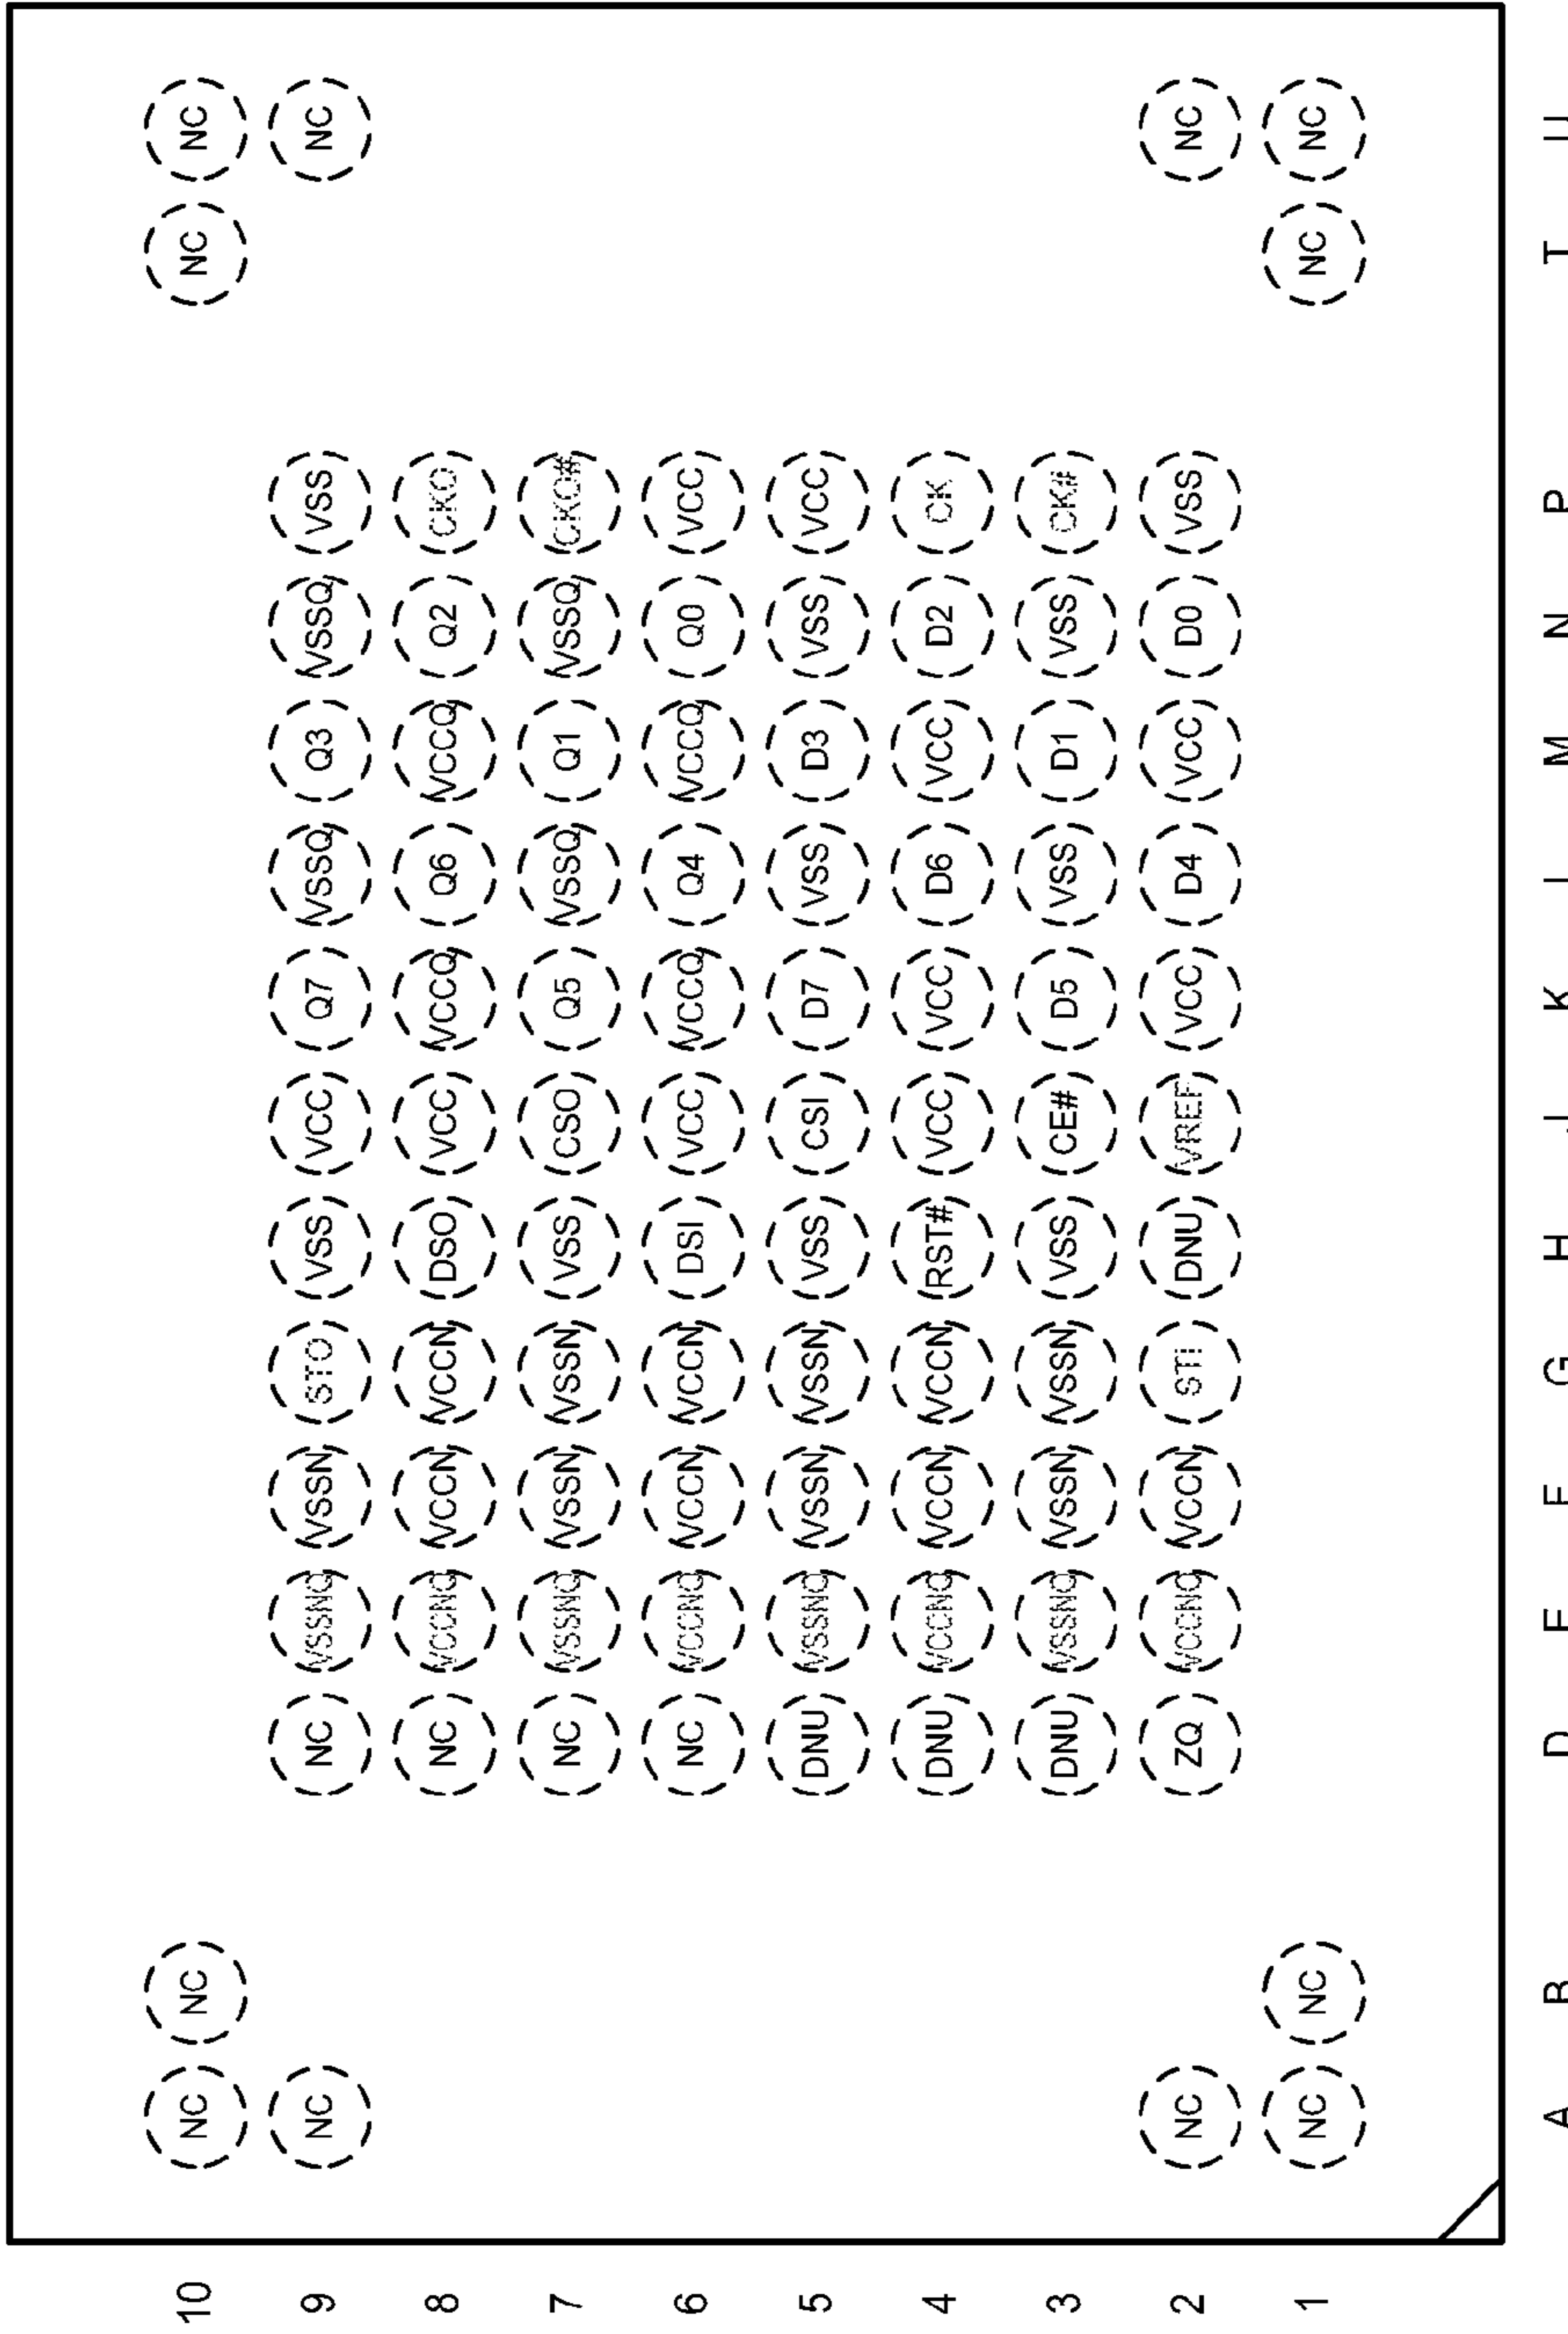 10 NC NC NC NC
9 NC NC VSSNQ VSSN STO VSS VCC Q7 VSSQ Q3 VSSQ VSS NC
8 NC VCCNQ VCCN VCCN DSO VCC VCCQ Q6 VCCQ Q2 CKO
7 NC VSSNQ VSSN VSSN VSS CSO Q5 VSSQ Q1 VSSQ CKO#
6 NC VCCNQ VCCN VCCN DSI VCC VCCQ Q4 VCCQ Q0 VCC
5 DNU VSSNQ VSSN VSSN VSS CSI D7 VSS D3 VSS VCC
4 DNU VCCNQ VCCN VCCN RST# VCC VCC D6 VCC D2 CK
3 DNU VSSNQ VSSN VSSN VSS CE# D5 VSS D1 VSS CK#
2 NC ZQ VCCNQ VCCN STI DNU VREF VCC D4 VCC D0 VSS NC
1 NC NC NC NC
A B D E F G H J K L M N P T U